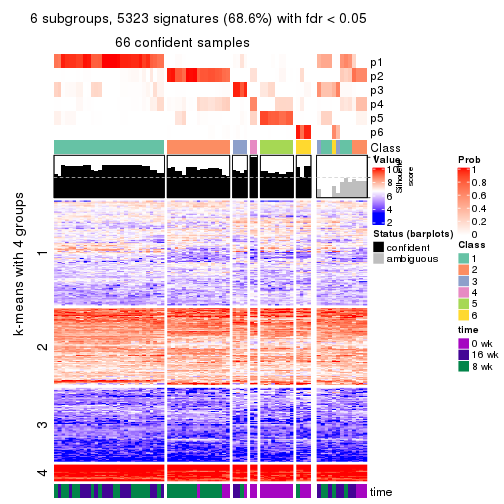 6 subgroups, 5323 signatures (68.6%) with fdr < 0.05
66 confident samples
p1
p2
p3
p4
p5
p6
Class
k-means with 4 groups
1
2
3
4
time
Value
10
8
6
4
2
Silhouette
score
Status (barplots)
confident
ambiguous
Prob
1
0.8
0.6
0.4
0.2
0
Class
1
2
3
4
5
6
time
0 wk
16 wk
8 wk